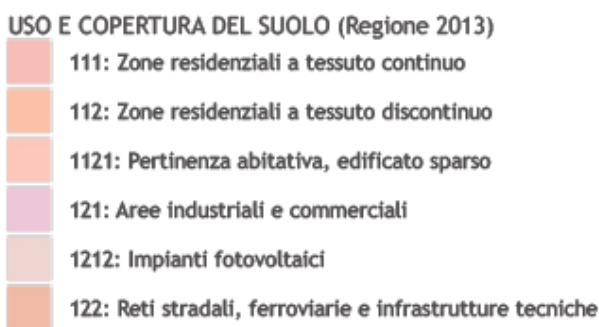 USO E COPERTURA DEL SUOLO (Regione 2013)
111: Zone residenziali a tessuto continuo
112: Zone residenziali a tessuto discontinuo
1121: Pertinenza abitativa, edificato sparso
121: Aree industriali e commerciali
1212: Impianti fotovoltaici
122: Reti stradali, ferroviarie e infrastrutture tecniche